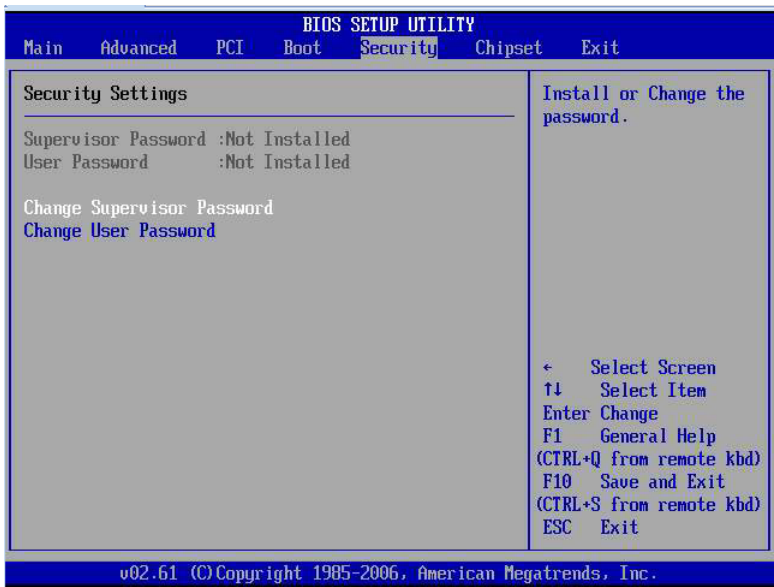 BIOS SETUP UTILITY
Main Advanced PCI Boot Security Chipset Exit
Security Settings
Supervisor Password :Not Installed
User Password :Not Installed
Change Supervisor Password
Change User Password
Install or Change the
password.
← Select Screen
↑↓ Select Item
Enter Change
F1 General Help
(CTRL+Q from remote kbd)
F10 Save and Exit
(CTRL+S from remote kbd)
ESC Exit
v02.61 (C)Copyright 1985-2006, American Megatrends, Inc.